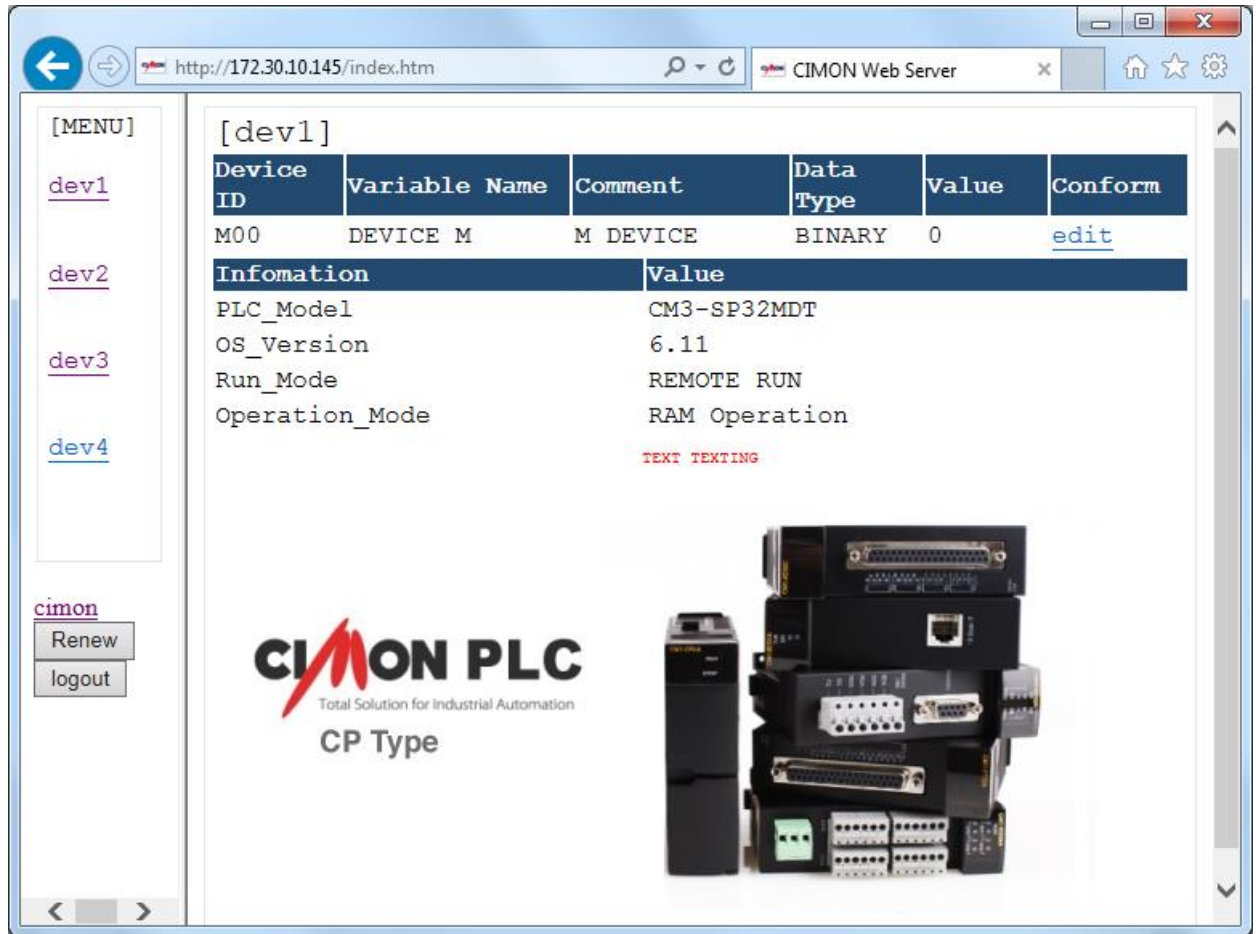 http://172.30.10.145/index.htm
CIMON Web Server
[MENU]
dev1
dev2
dev3
dev4
cimon
Renew
logout
[dev1]
Device ID Variable Name Comment Data Type Value Conform
M00 DEVICE M M DEVICE BINARY 0 edit
Infomation Value
PLC_Model CM3-SP32MDT
OS_Version 6.11
Run_Mode REMOTE RUN
Operation_Mode RAM Operation
TEXT TEXTING
CIMON PLC
Total Solution for Industrial Automation
CP Type